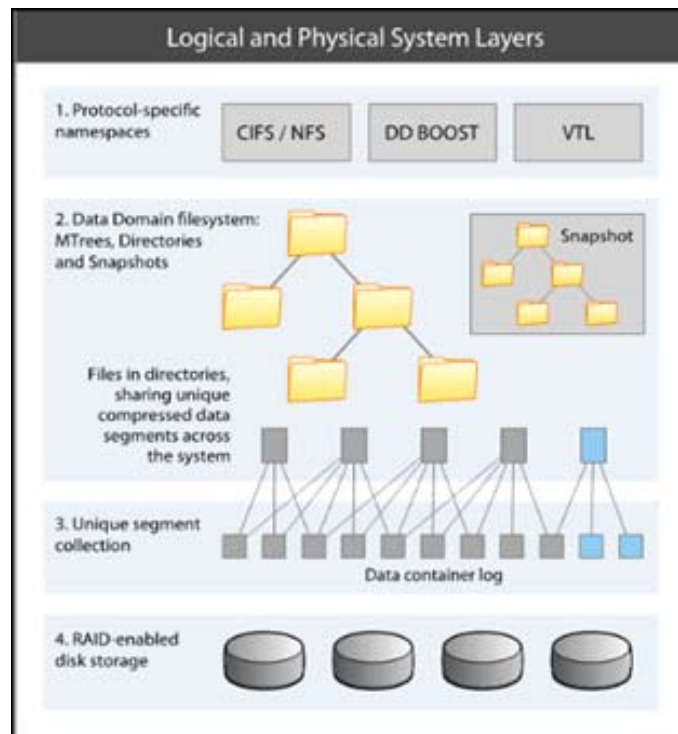 Logical and Physical System Layers
1. Protocol-specific
namespaces
CIFS / NFS
DD BOOST
VTL
2. Data Domain filesystem:
MTrees, Directories
and Snapshots
Snapshot
Files in directories,
sharing unique
compressed data
segments across
the system
3. Unique segment
collection
Data container log
4. RAID-enabled
disk storage